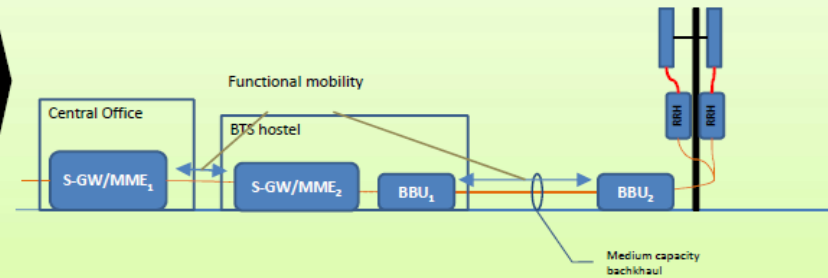 Functional mobility
Central Office
BTS hostel
S-GW/MME1
S-GW/MME2
BBU1
BBU2
RRH
RRH
Medium capacity
bachkhaul